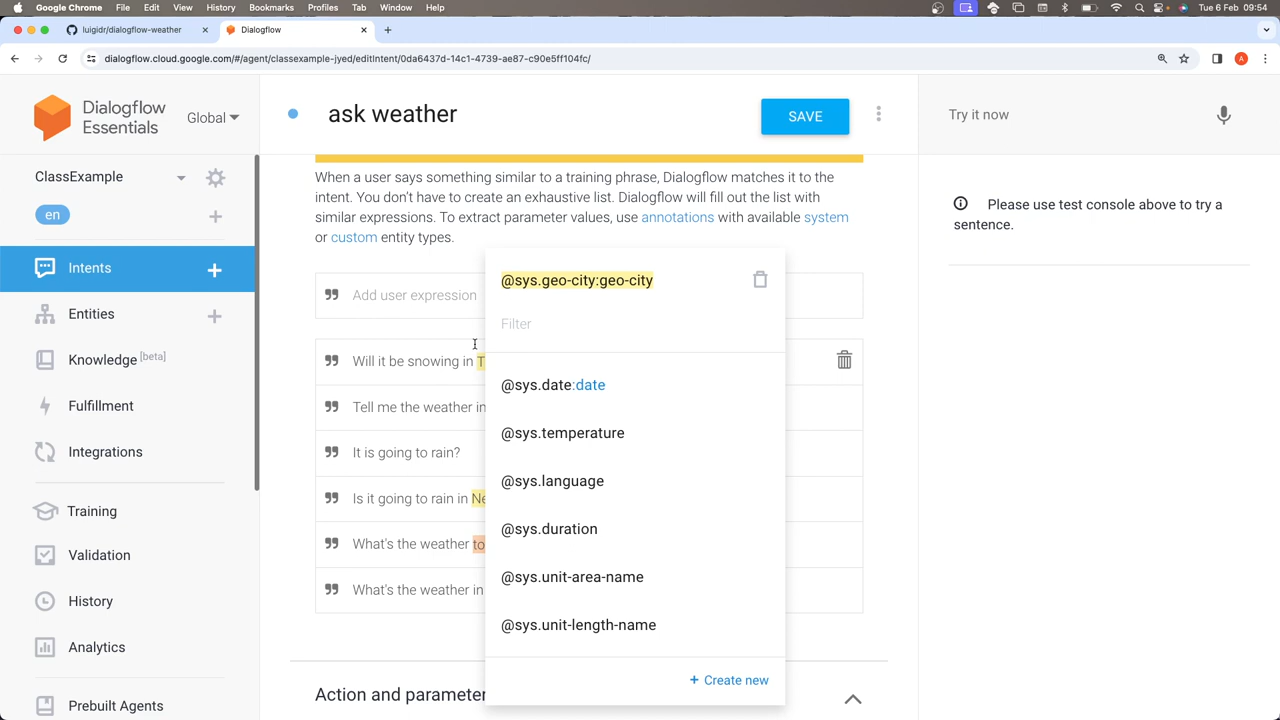 Google Chrome File Edit View History Bookmarks Profiles Tab Window Help
Tue 6 Feb 09:54
luigidr/dialogflow-weather
Dialogflow
dialogflow.cloud.google.com/#/agent/classexample-jyed/editIntent/0da6437d-14c1-4739-ae87-c90e5ff104fc/
A
Dialogflow
Essentials
Global
ask weather
SAVE
Try it now
ClassExample
en
Intents
Entities
Knowledge [beta]
Fulfillment
Integrations
Training
Validation
History
Analytics
Prebuilt Agents
When a user says something similar to a training phrase, Dialogflow matches it to the
intent. You don't have to create an exhaustive list. Dialogflow will fill out the list with
similar expressions. To extract parameter values, use annotations with available system
or custom entity types.
Add user expression
Will it be snowing in T
Tell me the weather in
It is going to rain?
Is it going to rain in Ne
What's the weather to
What's the weather in
Action and parameter
@sys.geo-city:geo-city
Filter
@sys.date:date
@sys.temperature
@sys.language
@sys.duration
@sys.unit-area-name
@sys.unit-length-name
+ Create new
Please use test console above to try a
sentence.